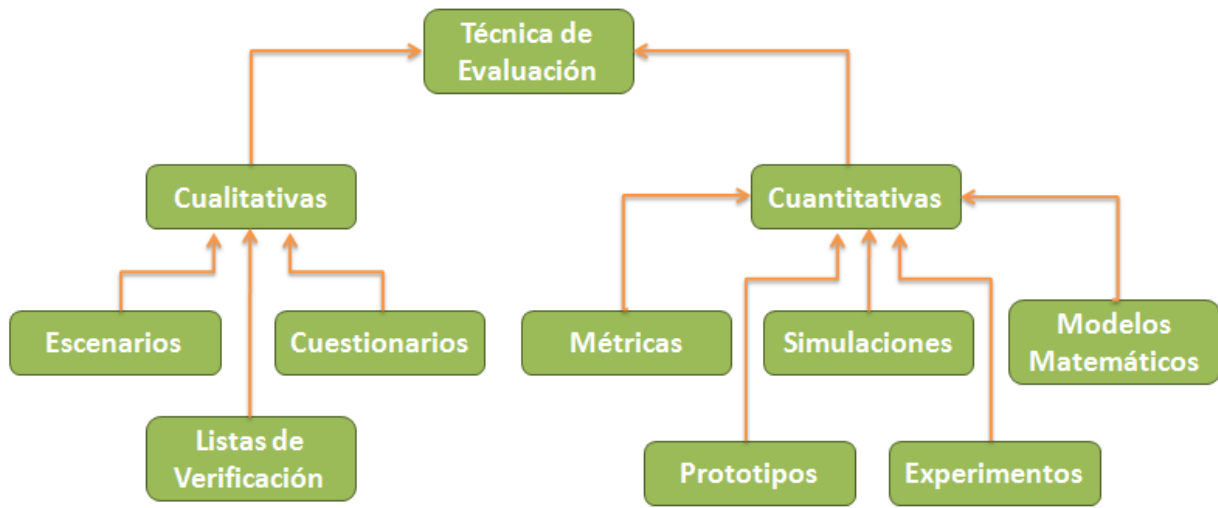 Técnica de
Evaluación
Cualitativas
Cuantitativas
Escenarios
Cuestionarios
Métricas
Simulaciones
Modelos
Matemáticos
Listas de
Verificación
Prototipos
Experimentos